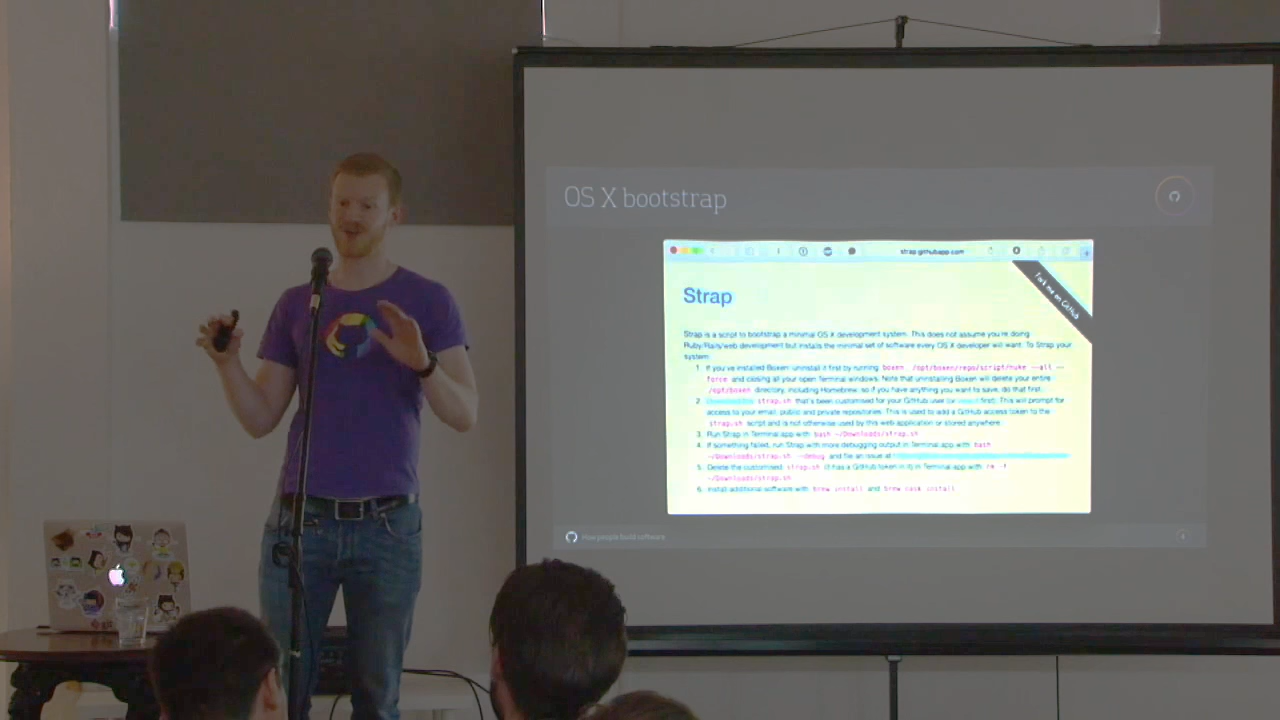 OS X bootstrap
strap.githubapp.com
Fork me on GitHub
Strap
Strap is a script to bootstrap a minimal OS X development system. This does not assume you're doing
Ruby/Rails/web development but installs the minimal set of software every OS X developer will want. To Strap your
system:
1. If you've installed Boxen: uninstall it first by running boxen /opt/boxen/repo/script/nuke --all --
force and closing all your open Terminal windows. Note that uninstalling Boxen will delete your entire
/opt/boxen directory, including Homebrew, so if you have anything you want to save, do that first.
2. strap.sh that's been customised for your GitHub user first). This will prompt for
access to your email, public and private repositories. This is used to add a GitHub access token to the
strap.sh script and is not otherwise used by this web application or stored anywhere.
3. Run Strap in Terminal.app with bash ~/Downloads/strap.sh
4. If something failed, run Strap with more debugging output in Terminal.app with bash
~/Downloads/strap.sh --debug and file an issue at
5. Delete the customised strap.sh (it has a GitHub token in it) in Terminal.app with rm -f
~/Downloads/strap.sh
6. Install additional software with brew install and brew cask install
How people build software